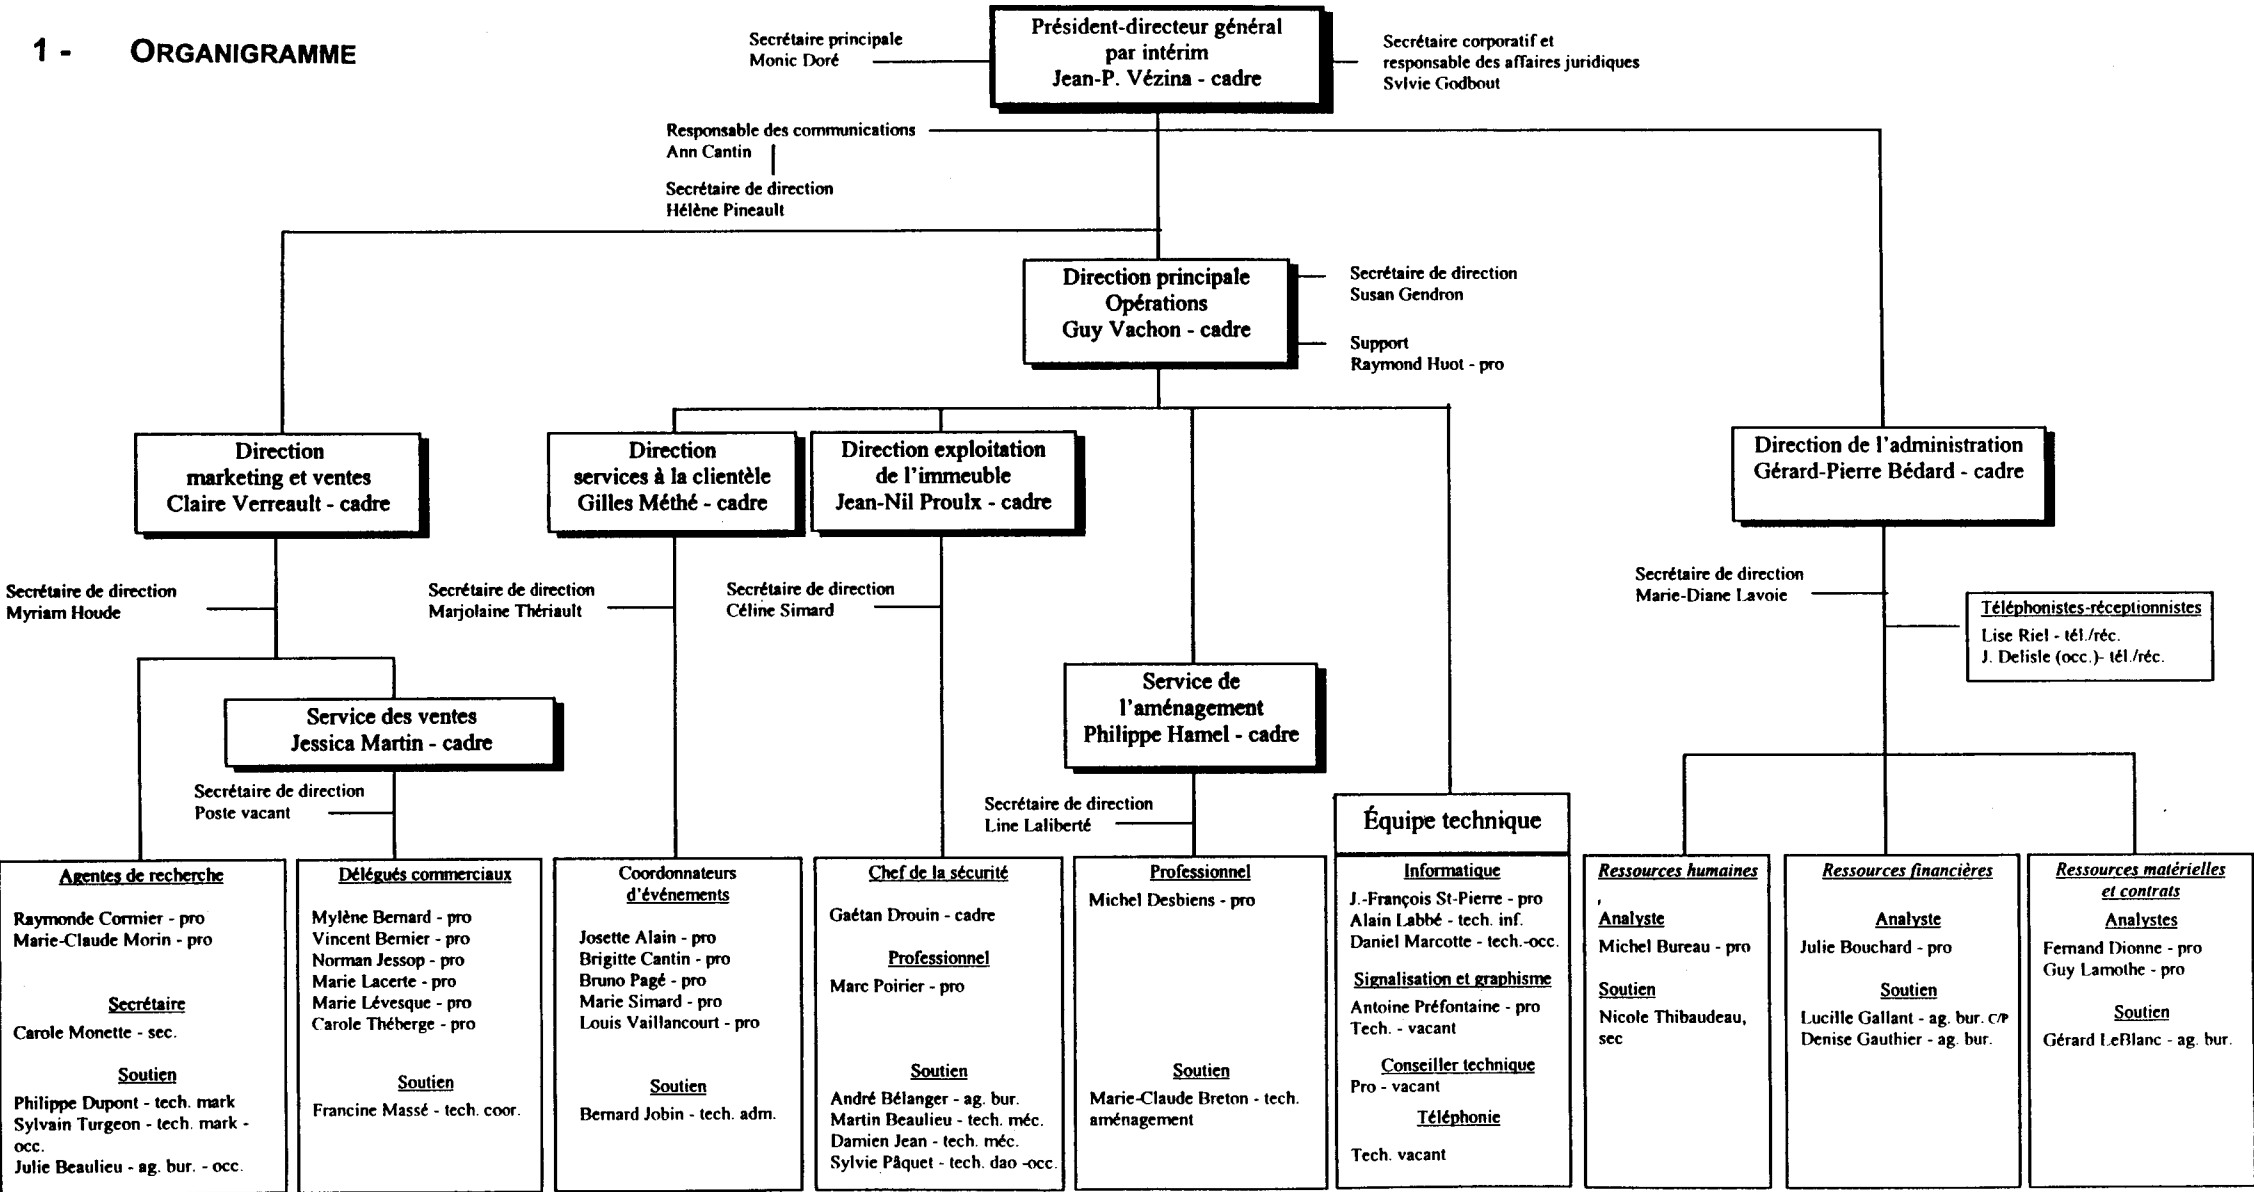 1 - ORGANIGRAMME
Secrétaire principale
Monic Doré
Président-directeur général
par intérim
Jean-P. Vézina - cadre
Secrétaire corporatif et
responsable des affaires juridiques
Sylvie Godbout
Responsable des communications
Ann Cantin
Secrétaire de direction
Hélène Pineault
Direction principale
Opérations
Guy Vachon - cadre
Secrétaire de direction
Susan Gendron
Support
Raymond Huot - pro
Direction
marketing et ventes
Claire Verreault - cadre
Direction
services à la clientèle
Gilles Méthé - cadre
Direction exploitation
de l'immeuble
Jean-Nil Proulx - cadre
Direction de l'administration
Gérard-Pierre Bédard - cadre
Secrétaire de direction
Myriam Houde
Secrétaire de direction
Marjolaine Thériault
Secrétaire de direction
Céline Simard
Secrétaire de direction
Marie-Diane Lavoie
Téléphonistes-réceptionnistes
Lise Riel - tél./réc.
J. Delisle (occ.)- tél./réc.
Service des ventes
Jessica Martin - cadre
Service de
l'aménagement
Philippe Hamel - cadre
Secrétaire de direction
Poste vacant
Secrétaire de direction
Line Laliberté
Équipe technique
Agentes de recherche
Raymonde Cormier - pro
Marie-Claude Morin - pro
Secrétaire
Carole Monette - sec.
Soutien
Philippe Dupont - tech. mark
Sylvain Turgeon - tech. mark -
occ.
Julie Beaulieu - ag. bur. - occ.
Délégués commerciaux
Mylène Bernard - pro
Vincent Bernier - pro
Norman Jessop - pro
Marie Lacerte - pro
Marie Lévesque - pro
Carole Théberge - pro
Soutien
Francine Massé - tech. coor.
Coordonnateurs
d'événements
Josette Alain - pro
Brigitte Cantin - pro
Bruno Pagé - pro
Marie Simard - pro
Louis Vaillancourt - pro
Soutien
Bernard Jobin - tech. adm.
Chef de la sécurité
Gaétan Drouin - cadre
Professionnel
Marc Poirier - pro
Soutien
André Bélanger - ag. bur.
Martin Beaulieu - tech. méc.
Damien Jean - tech. méc.
Sylvie Pâquet - tech. dao -occ.
Professionnel
Michel Desbiens - pro
Soutien
Marie-Claude Breton - tech.
aménagement
Informatique
J.-François St-Pierre - pro
Alain Labbé - tech. inf.
Daniel Marcotte - tech.-occ.
Signalisation et graphisme
Antoine Préfontaine - pro
Tech. - vacant
Conseiller technique
Pro - vacant
Téléphonie
Tech. vacant
Ressources humaines
Analyste
Michel Bureau - pro
Soutien
Nicole Thibaudeau,
sec
Ressources financières
Analyste
Julie Bouchard - pro
Soutien
Lucille Gallant - ag. bur. C/P
Denise Gauthier - ag. bur.
Ressources matérielles
et contrats
Analystes
Fernand Dionne - pro
Guy Lamothe - pro
Soutien
Gérard LeBlanc - ag. bur.